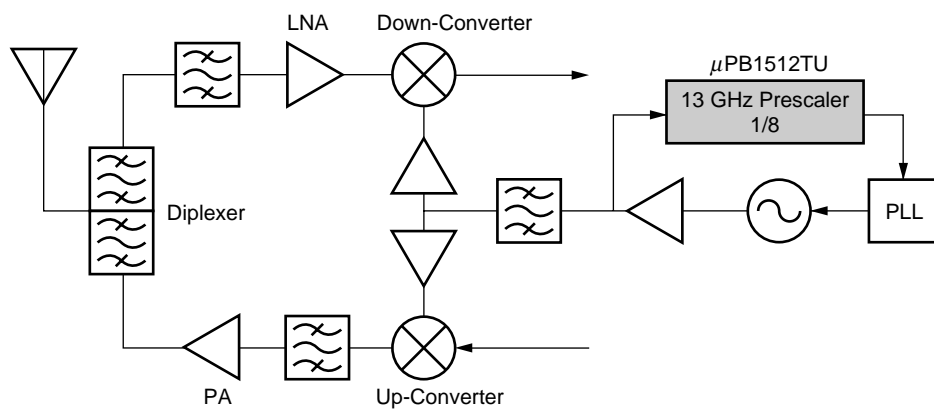 LNA
Down-Converter
μPB1512TU
13 GHz Prescaler
1/8
Diplexer
PLL
PA
Up-Converter